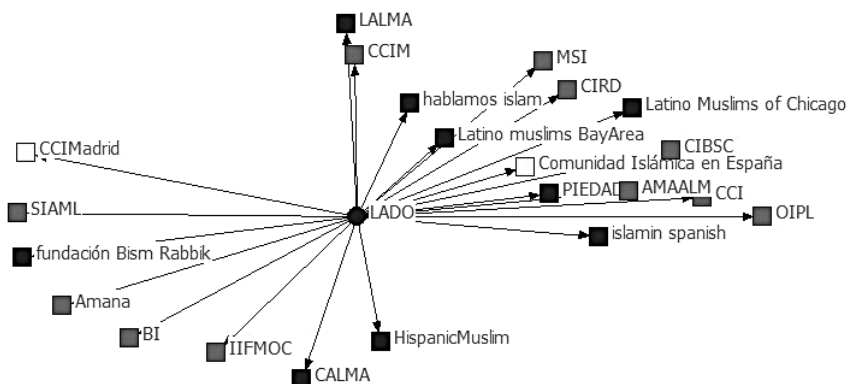 LALMA
CCIM
MSI
hablamos islam
CIRD
Latino Muslims of Chicago
Latino muslims BayArea
CCIMadrid
CIBSC
Comunidad Islámica en España
PIEDAD
AMAALM
CCI
SIAML
LADO
OIPL
islamin spanish
fundación Bism Rabbik
Amana
BI
HispanicMuslim
IIFMOC
CALMA